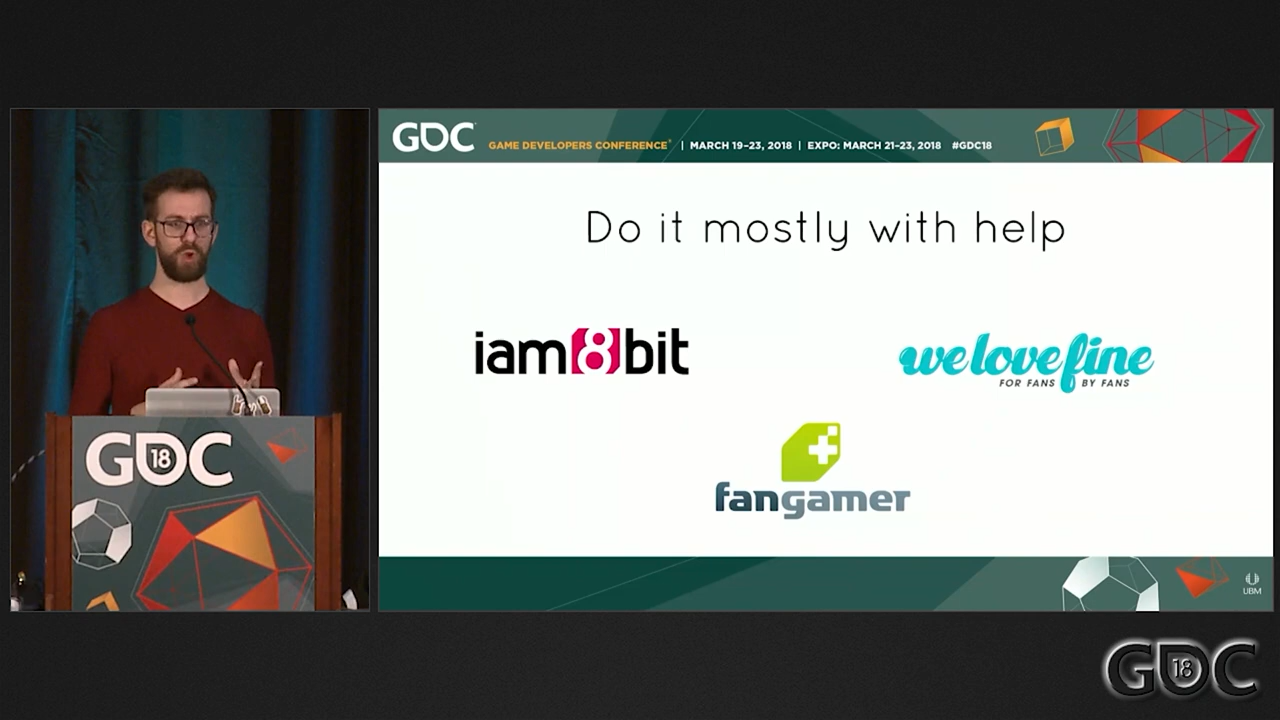 GDC
GAME DEVELOPERS CONFERENCE® | MARCH 19–23, 2018 | EXPO: MARCH 21–23, 2018 #GDC18
Do it mostly with help
iam8bit
welovefine
FOR FANS BY FANS
fangamer
GDC
18
UBM
GDC
18